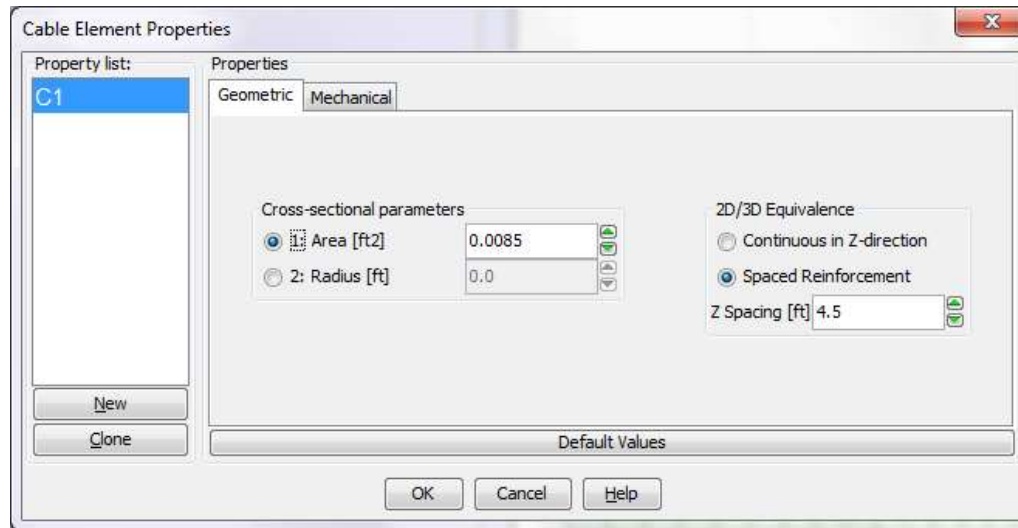 Cable Element Properties
Property list:
C1
New
Clone
Properties
Geometric Mechanical
Cross-sectional parameters
1: Area [ft2] 0.0085
2: Radius [ft] 0.0
2D/3D Equivalence
Continuous in Z-direction
Spaced Reinforcement
Z Spacing [ft] 4.5
Default Values
OK Cancel Help